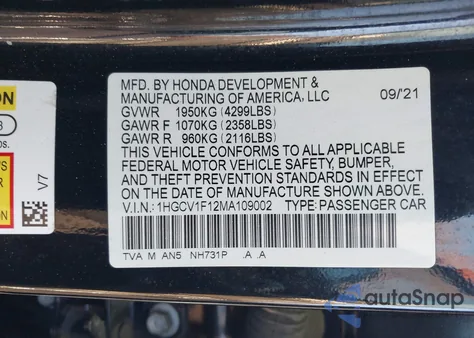 MFD. BY HONDA DEVELOPMENT &
MANUFACTURING OF AMERICA, LLC 09/21
GVWR 1950KG (4299LBS)
GAWR F 1070KG (2358LBS)
GAWR R 960KG (2116LBS)
THIS VEHICLE CONFORMS TO ALL APPLICABLE
FEDERAL MOTOR VEHICLE SAFETY, BUMPER,
AND THEFT PREVENTION STANDARDS IN EFFECT
ON THE DATE OF MANUFACTURE SHOWN ABOVE.
V.I.N.: 1HGCV1F12MA109002 TYPE: PASSENGER CAR
TVA M AN5 NH731P .A .A
V7
autoSnap